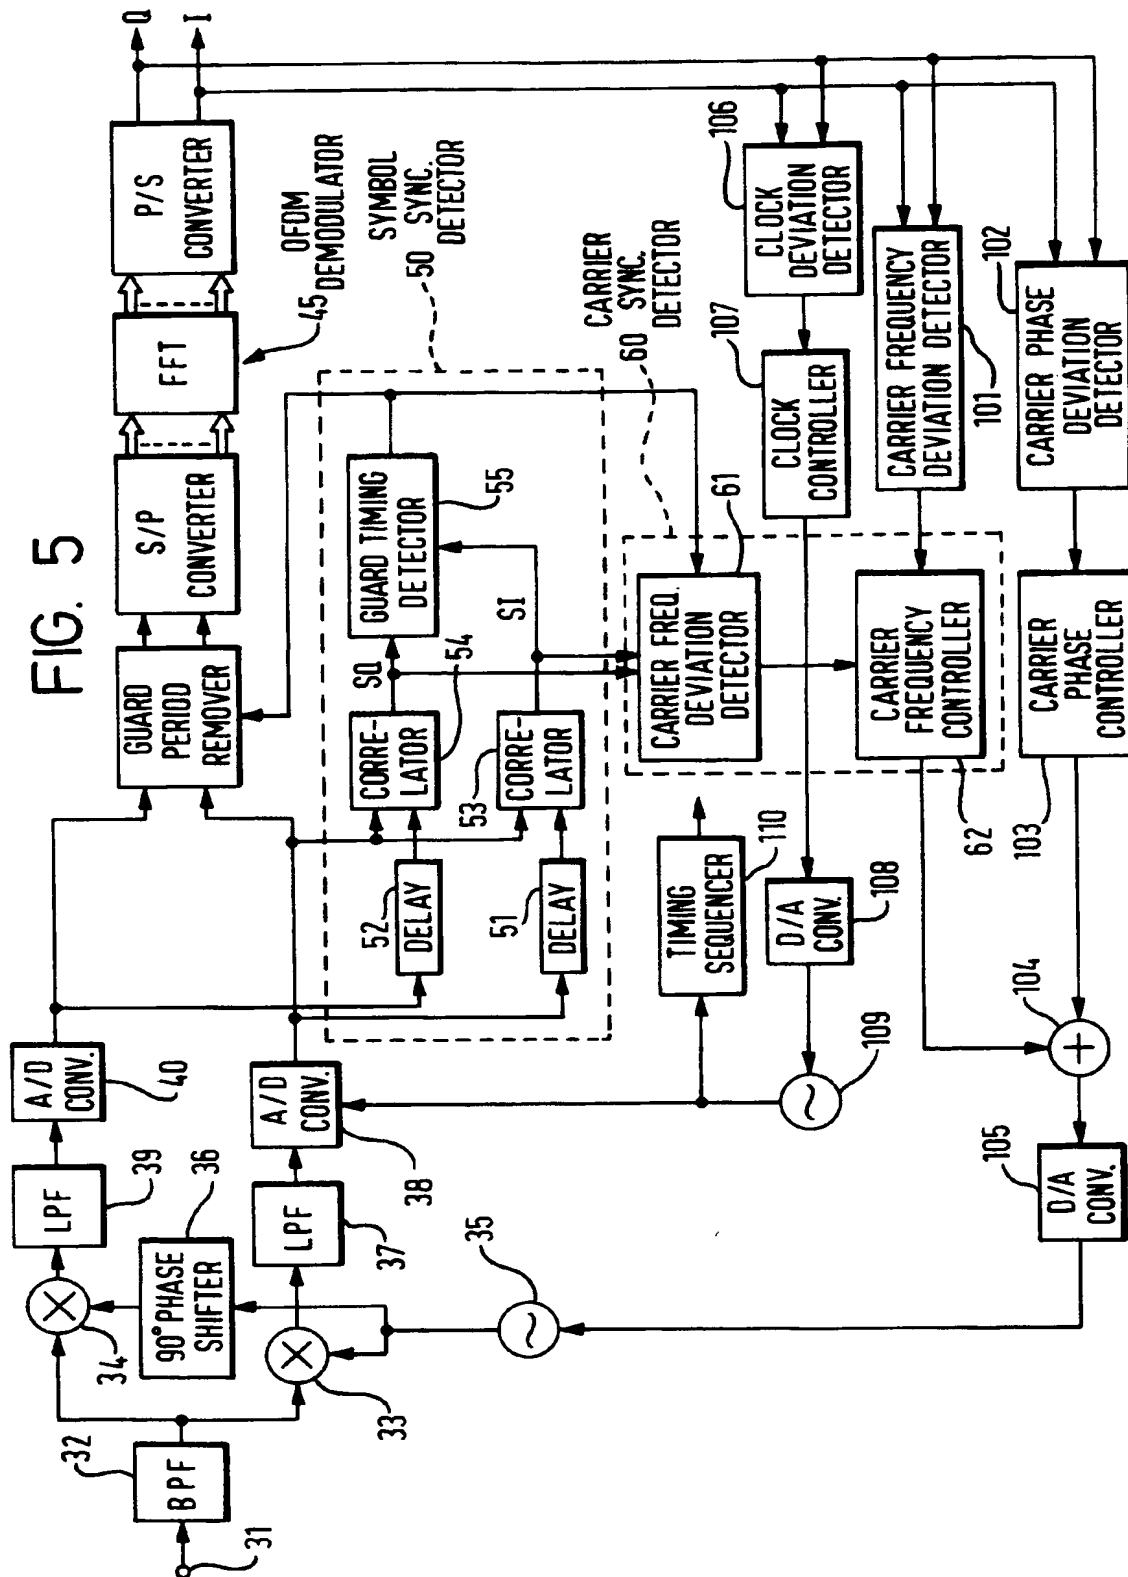 FIG. 5
31
BPF
32
34
33
90° PHASE
SHIFTER
36
LPF
39
LPF
37
35
A/D
CONV.
40
A/D
CONV.
38
GUARD
PERIOD
REMOVER
S/P
CONVERTER
FFT
P/S
CONVERTER
Q
I
45
OFDM
DEMODULATOR
50
SYMBOL
SYNC.
DETECTOR
52
DELAY
51
DELAY
CORRE-
LATOR
54
53
CORRE-
LATOR
SQ
SI
GUARD TIMING
DETECTOR
55
60
CARRIER
SYNC.
DETECTOR
CARRIER FREQ.
DEVIATION
DETECTOR
61
CARRIER
FREQUENCY
CONTROLLER
62
TIMING
SEQUENCER
110
D/A
CONV.
108
109
CLOCK
CONTROLLER
107
CLOCK
DEVIATION
DETECTOR
106
CARRIER FREQUENCY
DEVIATION DETECTOR
101
CARRIER PHASE
DEVIATION
DETECTOR
102
CARRIER
PHASE
CONTROLLER
103
104
D/A
CONV.
105